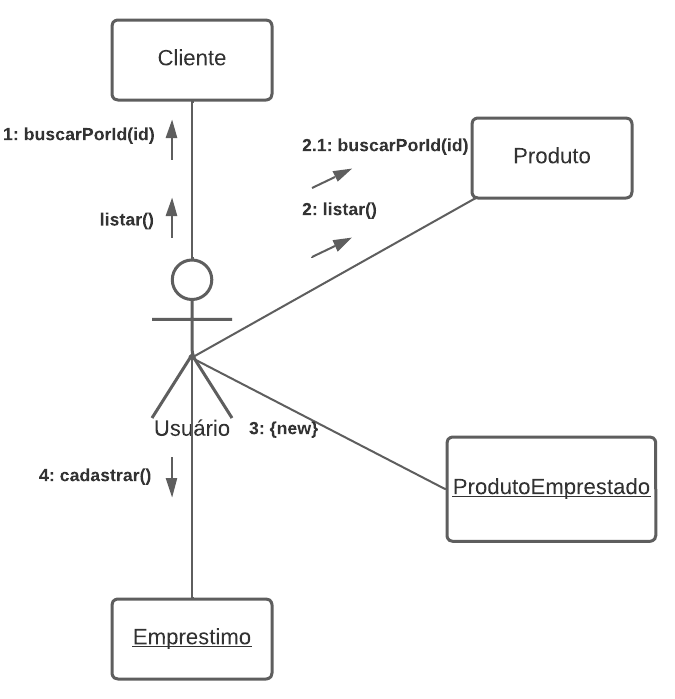 Cliente
1: buscarPorId(id)
2.1: buscarPorId(id)
Produto
listar()
2: listar()
Usuário
3: {new}
4: cadastrar()
ProdutoEmprestado
Emprestimo